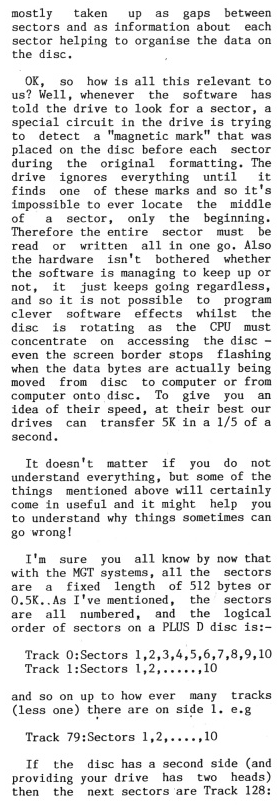 mostly taken up as gaps between
sectors and as information about each
sector helping to organise the data on
the disc.
OK, so how is all this relevant to
us? Well, whenever the software has
told the drive to look for a sector, a
special circuit in the drive is trying
to detect a "magnetic mark" that was
placed on the disc before each sector
during the original formatting. The
drive ignores everything until it
finds one of these marks and so it's
impossible to ever locate the middle
of a sector, only the beginning.
Therefore the entire sector must be
read or written all in one go. Also
the hardware isn't bothered whether
the software is managing to keep up or
not, it just keeps going regardless,
and so it is not possible to program
clever software effects whilst the
disc is rotating as the CPU must
concentrate on accessing the disc -
even the screen border stops flashing
when the data bytes are actually being
moved from disc to computer or from
computer onto disc. To give you an
idea of their speed, at their best our
drives can transfer 5K in a 1/5 of a
second.
It doesn't matter if you do not
understand everything, but some of the
things mentioned above will certainly
come in useful and it might help you
to understand why things sometimes can
go wrong!
I'm sure you all know by now that
with the MGT systems, all the sectors
are a fixed length of 512 bytes or
0.5K..As I've mentioned, the sectors
are all numbered, and the logical
order of sectors on a PLUS D disc is:-
Track 0:Sectors 1,2,3,4,5,6,7,8,9,10
Track 1:Sectors 1,2,.....,10
and so on up to how ever many tracks
(less one) there are on side 1. e.g
Track 79:Sectors 1,2,....,10
If the disc has a second side (and
providing your drive has two heads)
then the next sectors are Track 128: